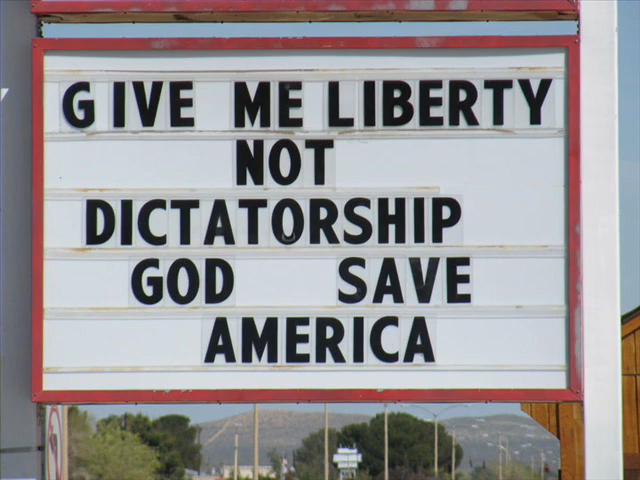 GIVE ME LIBERTY
NOT
DICTATORSHIP
GOD SAVE
AMERICA